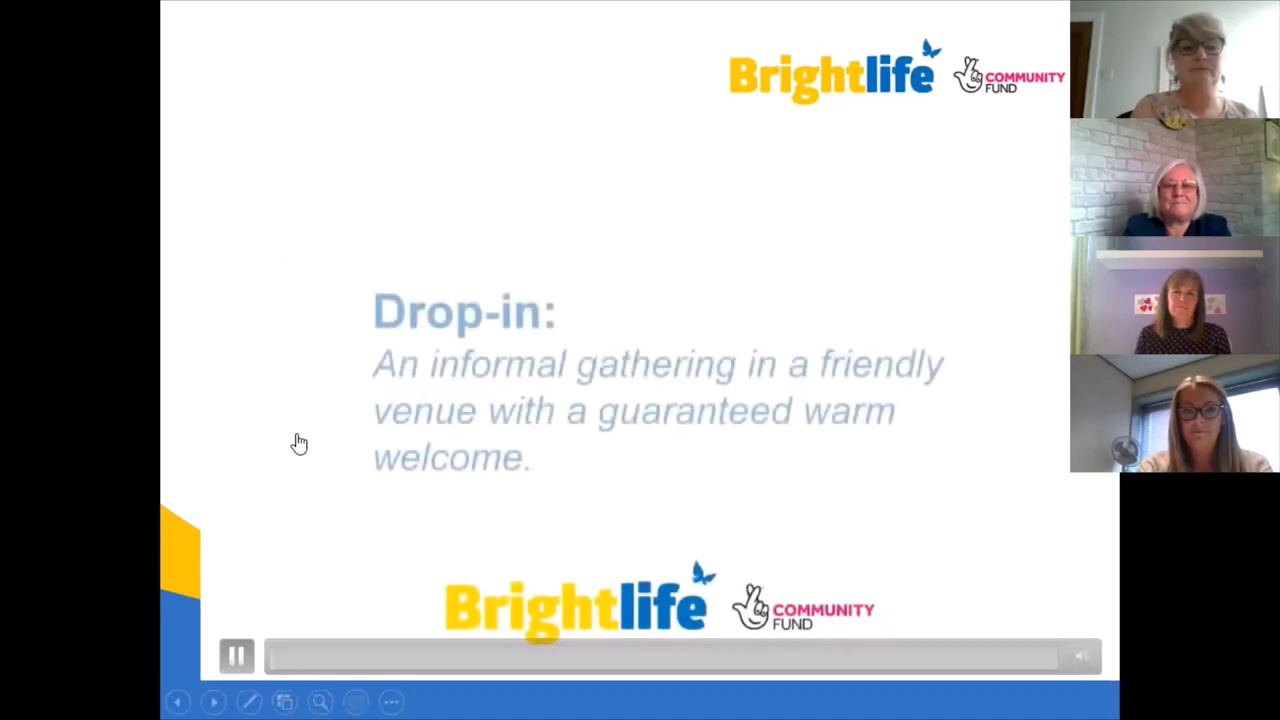 Brightlife
COMMUNITY
FUND
Drop-in:
An informal gathering in a friendly
venue with a guaranteed warm
welcome.
Brightlife
COMMUNITY
FUND